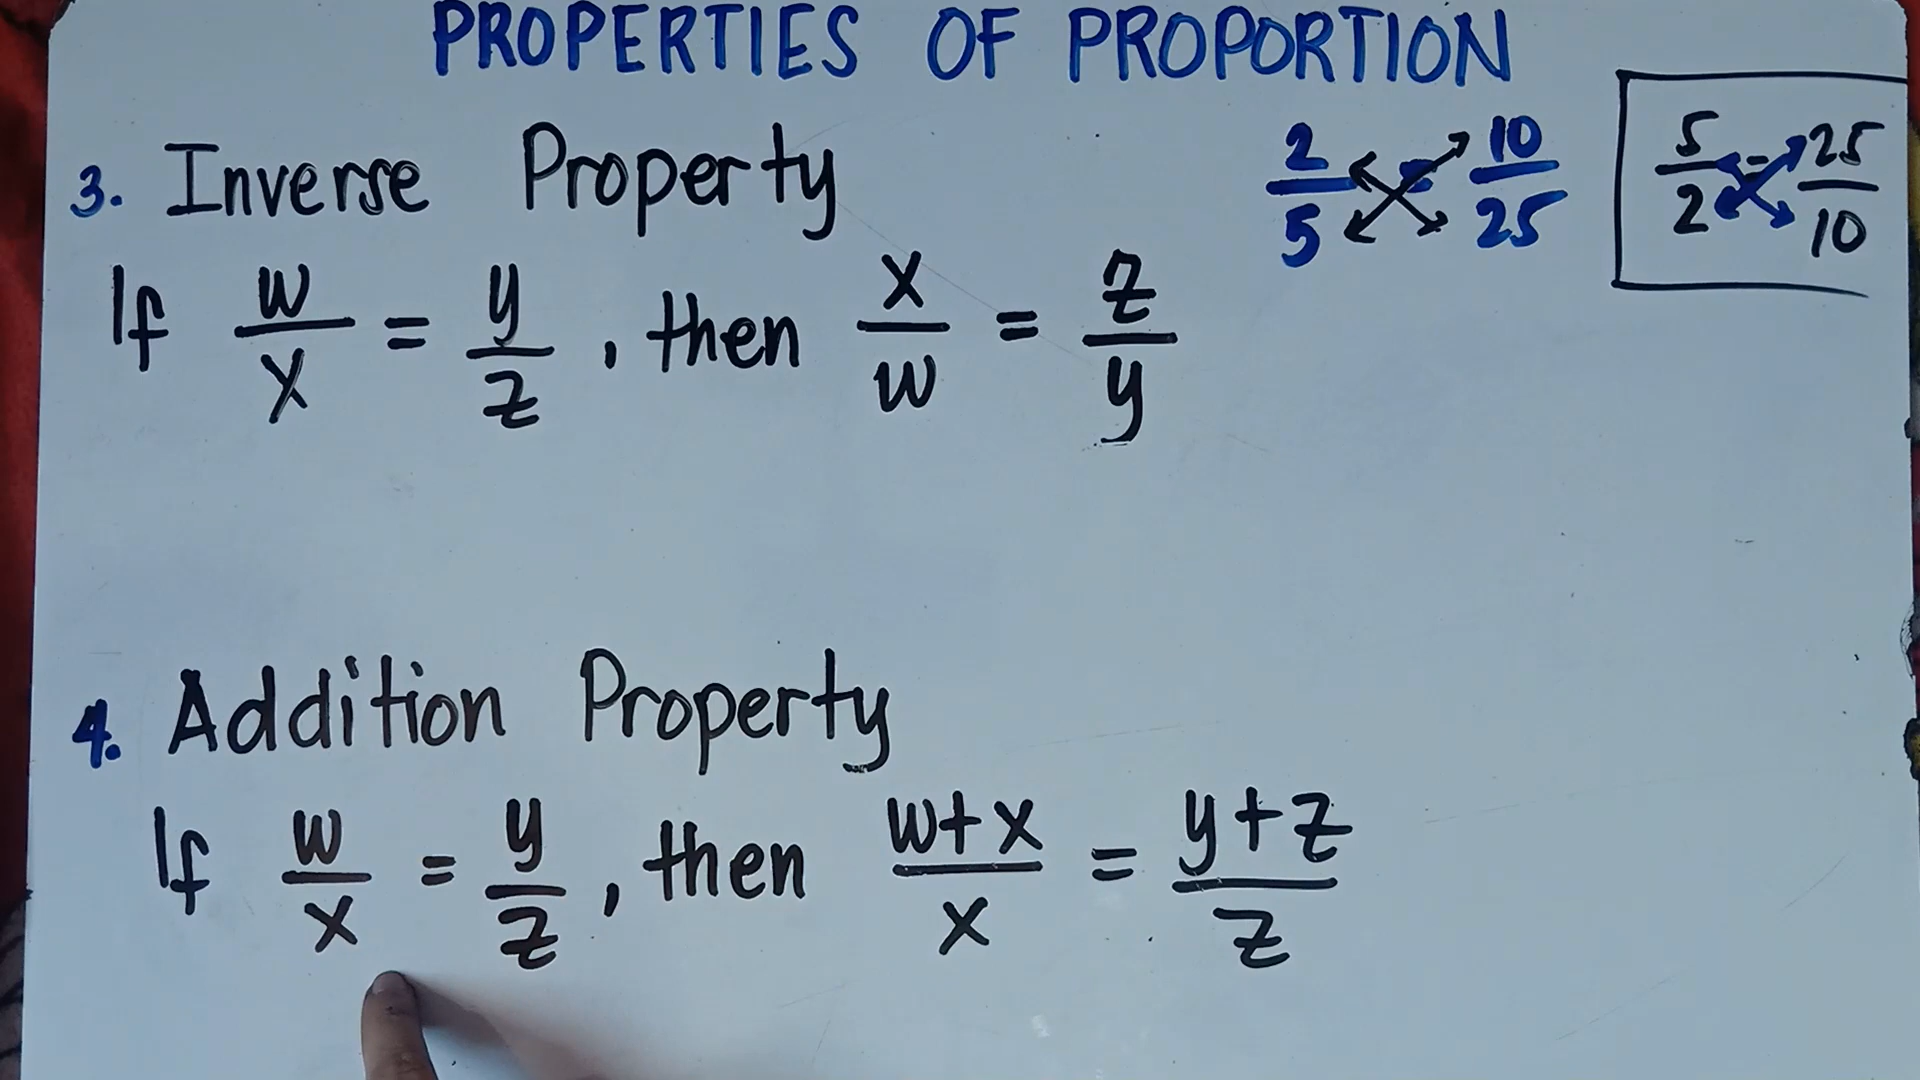 PROPERTIES OF PROPORTION
3. Inverse Property
2/5 = 10/25
5/2 = 25/10
If w/x = y/z, then x/w = z/y
4. Addition Property
If w/x = y/z, then w+x/x = y+z/z